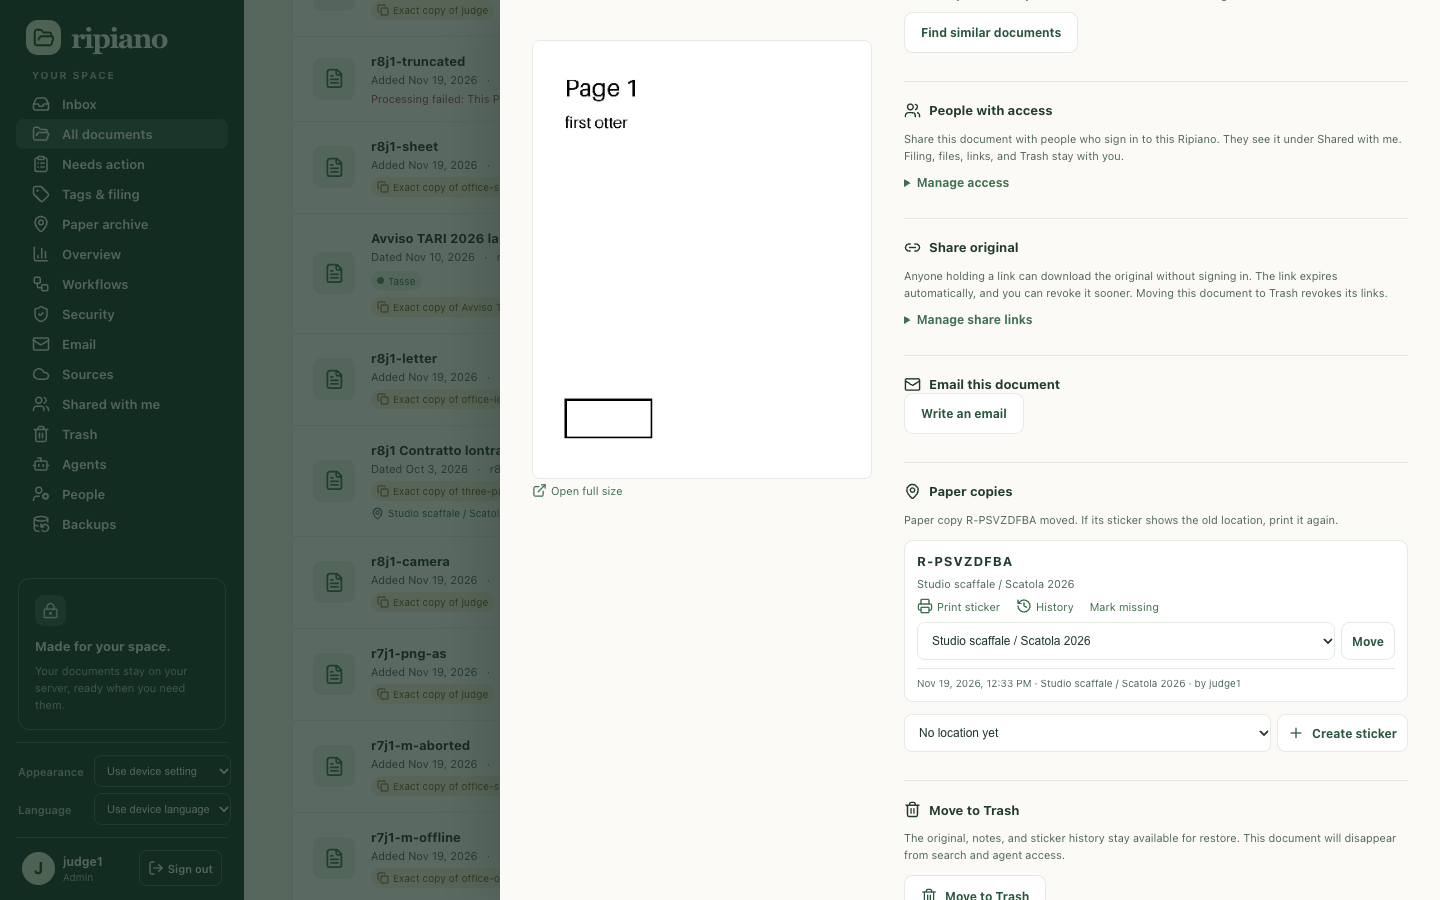 ripiano
YOUR SPACE
Inbox
All documents
Needs action
Tags & filing
Paper archive
Overview
Workflows
Security
Email
Sources
Shared with me
Trash
Agents
People
Backups
Made for your space.
Your documents stay on your
server, ready when you need
them.
Appearance
Use device setting
Language
Use device language
J
judge1
Admin
Sign out
Exact copy of judge
r8j1-truncated
Added Nov 19, 2026 ·
Processing failed: This P
r8j1-sheet
Added Nov 19, 2026 ·
Exact copy of office-s
Avviso TARI 2026 la
Dated Nov 10, 2026 ·
Tasse
Exact copy of Avviso T
r8j1-letter
Added Nov 19, 2026 ·
Exact copy of office-le
r8j1 Contratto lontra
Dated Oct 3, 2026 · r8
Exact copy of three-pa
Studio scaffale / Scatol
r8j1-camera
Added Nov 19, 2026 ·
Exact copy of judge
r7j1-png-as
Added Nov 19, 2026 ·
Exact copy of judge
r7j1-m-aborted
Added Nov 19, 2026 ·
Exact copy of office-s
r7j1-m-offline
Added Nov 19, 2026 ·
Exact copy of office-o
Page 1
first otter
Open full size
Find similar documents
People with access
Share this document with people who sign in to this Ripiano. They see it under Shared with me.
Filing, files, links, and Trash stay with you.
Manage access
Share original
Anyone holding a link can download the original without signing in. The link expires
automatically, and you can revoke it sooner. Moving this document to Trash revokes its links.
Manage share links
Email this document
Write an email
Paper copies
Paper copy R-PSVZDFBA moved. If its sticker shows the old location, print it again.
R-PSVZDFBA
Studio scaffale / Scatola 2026
Print sticker
History
Mark missing
Studio scaffale / Scatola 2026
Move
Nov 19, 2026, 12:33 PM · Studio scaffale / Scatola 2026 · by judge1
No location yet
Create sticker
Move to Trash
The original, notes, and sticker history stay available for restore. This document will disappear
from search and agent access.
Move to Trash